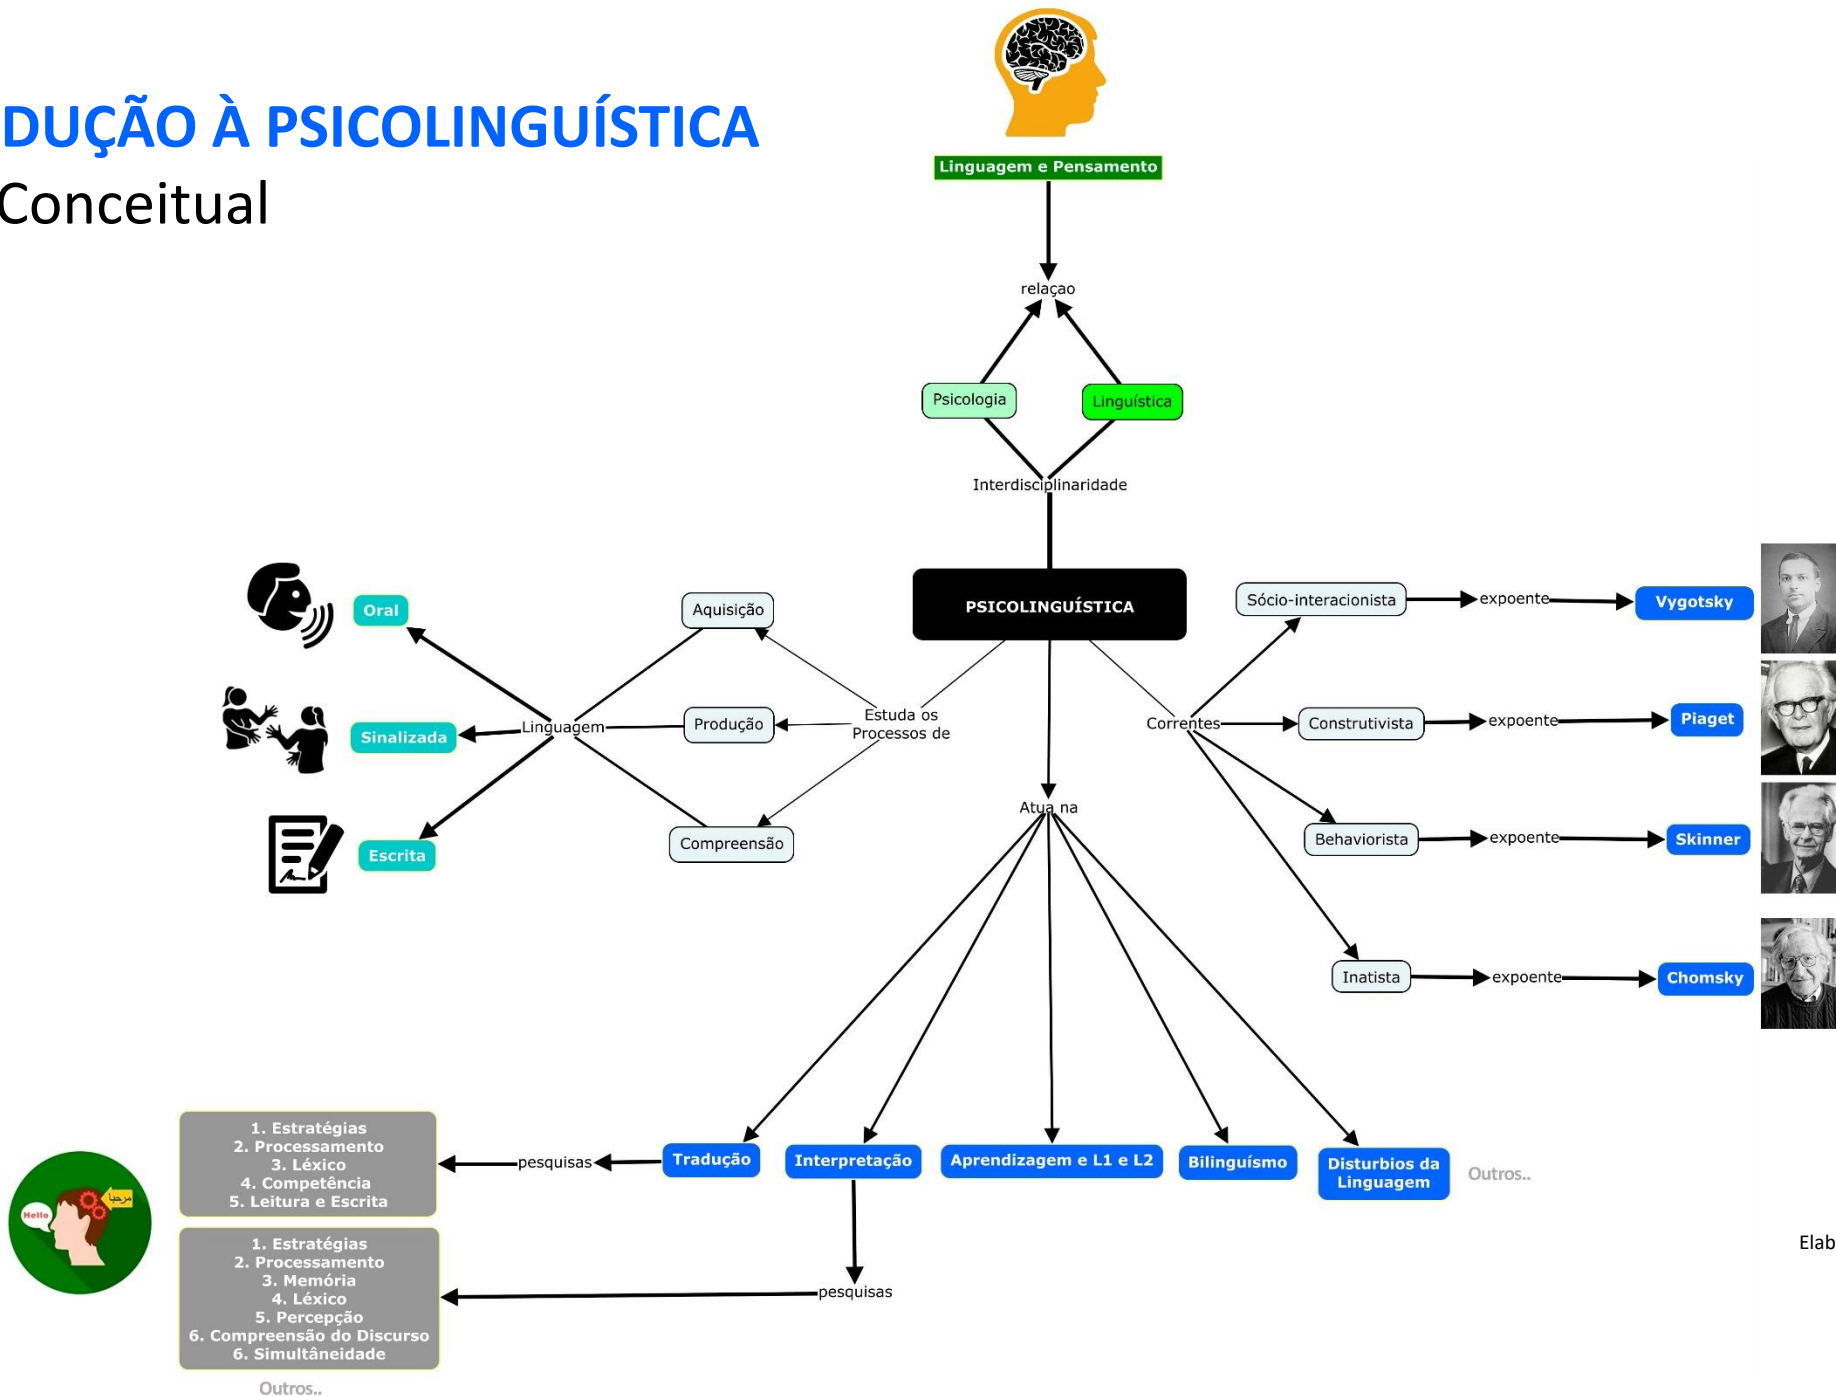 DUÇÃO À PSICOLINGUÍSTICA
Conceitual
Linguagem e Pensamento
relaçao
Psicologia
Linguística
Interdisciplinaridade
PSICOLINGUÍSTICA
Oral
Sinalizada
Escrita
Linguagem
Aquisição
Produção
Compreensão
Estuda os
Processos de
Atua na
Correntes
Sócio-interacionista
expoente
Vygotsky
Construtivista
expoente
Piaget
Behaviorista
expoente
Skinner
Inatista
expoente
Chomsky
Tradução
Interpretação
Aprendizagem e L1 e L2
Bilinguísmo
Disturbios da
Linguagem
Outros..
pesquisas
1. Estratégias
2. Processamento
3. Léxico
4. Competência
5. Leitura e Escrita
pesquisas
1. Estratégias
2. Processamento
3. Memória
4. Léxico
5. Percepção
6. Compreensão do Discurso
6. Simultâneidade
Outros..
Hello
مرحبا
Elab